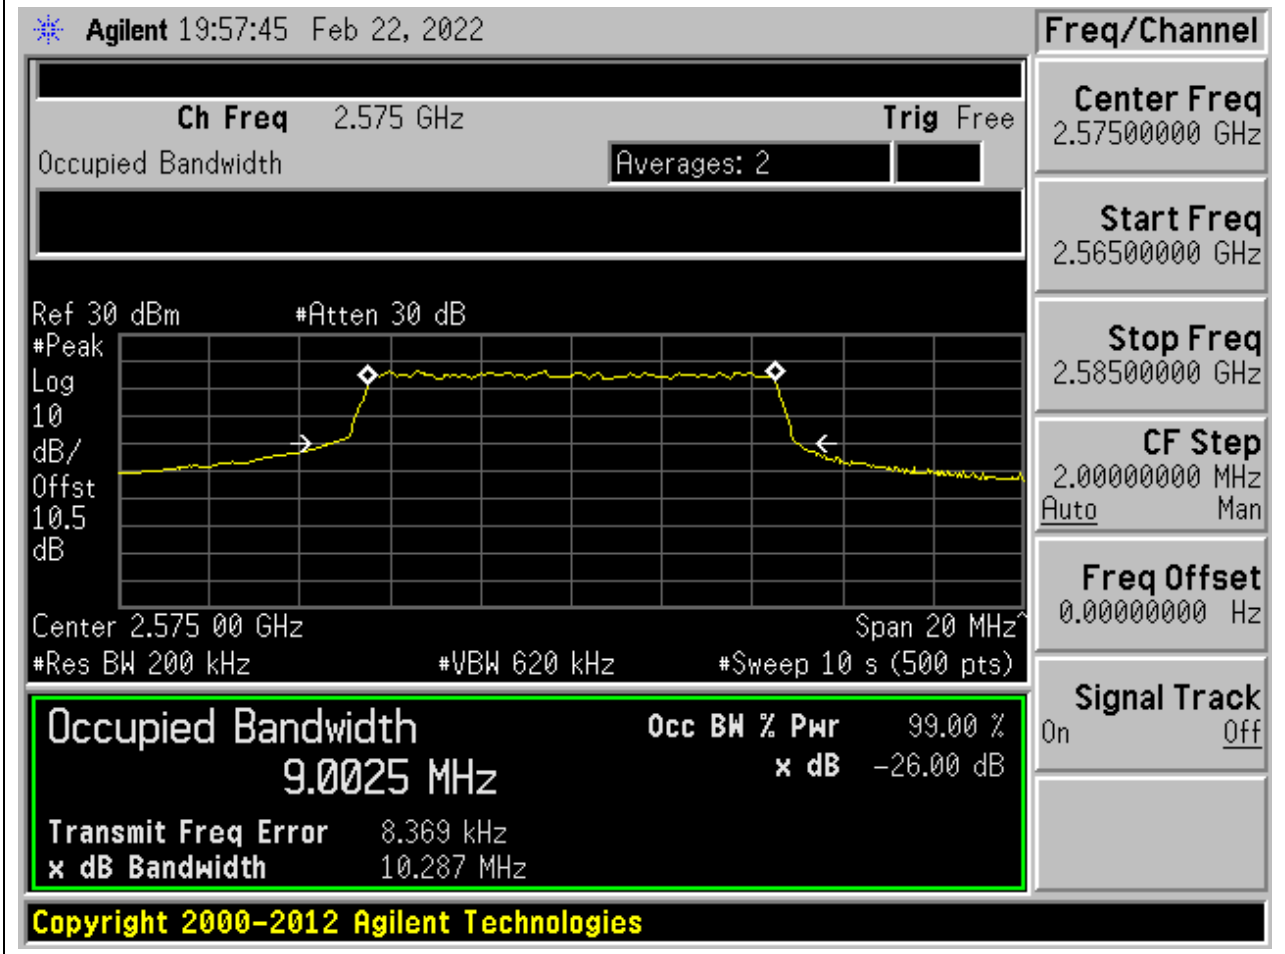 Agilent 19:57:45 Feb 22, 2022
Freq/Channel
Ch Freq 2.575 GHz Trig Free
Occupied Bandwidth Averages: 2
Ref 30 dBm #Atten 30 dB
#Peak
Log
10
dB/
Offst
10.5
dB
Center 2.575 00 GHz Span 20 MHz^
#Res BW 200 kHz #VBW 620 kHz #Sweep 10 s (500 pts)
Occupied Bandwidth Occ BW % Pwr 99.00 %
9.0025 MHz x dB -26.00 dB
Transmit Freq Error 8.369 kHz
x dB Bandwidth 10.287 MHz
Copyright 2000-2012 Agilent Technologies
Center Freq
2.57500000 GHz
Start Freq
2.56500000 GHz
Stop Freq
2.58500000 GHz
CF Step
2.00000000 MHz
Auto Man
Freq Offset
0.00000000 Hz
Signal Track
On Off